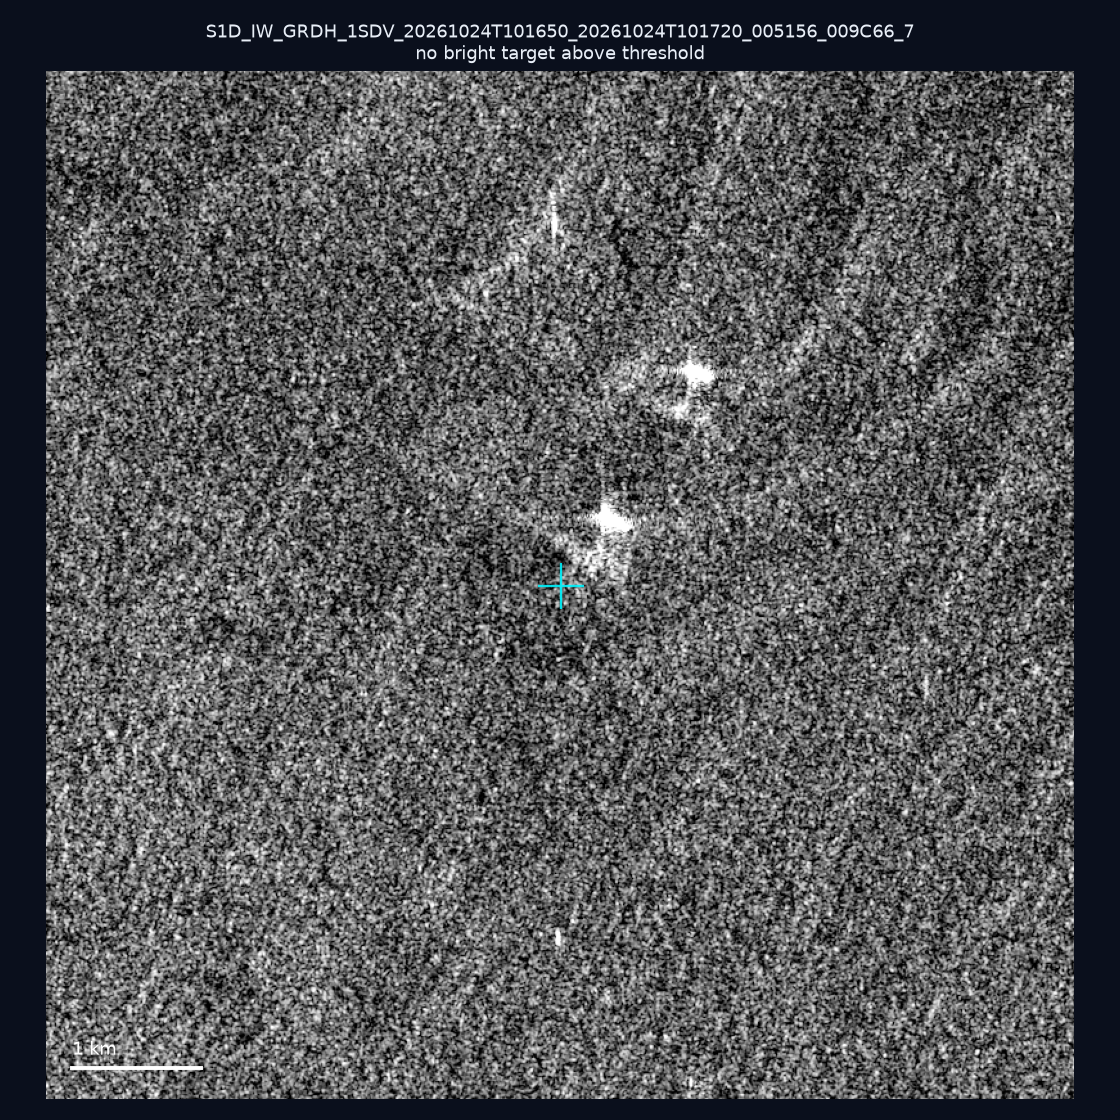 S1D_IW_GRDH_1SDV_20261024T101650_20261024T101720_005156_009C66_7
no bright target above threshold
1 km